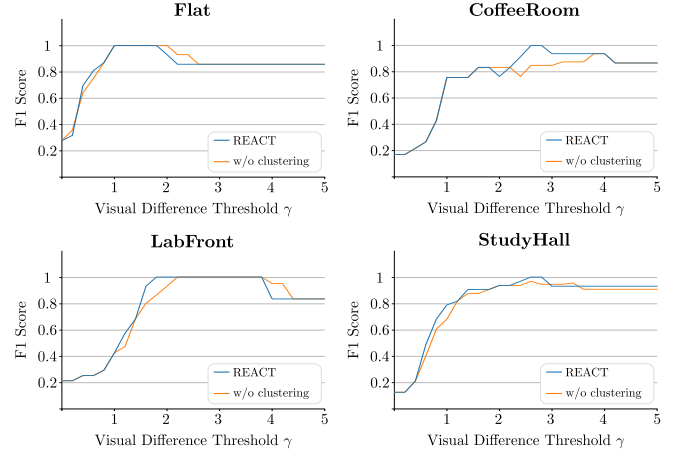 Flat
1
0.8
0.6
0.4
0.2
F1 Score
REACT
w/o clustering
1 2 3 4 5
Visual Difference Threshold γ
CoffeeRoom
1
0.8
0.6
0.4
0.2
F1 Score
REACT
w/o clustering
1 2 3 4 5
Visual Difference Threshold γ
LabFront
1
0.8
0.6
0.4
0.2
F1 Score
REACT
w/o clustering
1 2 3 4 5
Visual Difference Threshold γ
StudyHall
1
0.8
0.6
0.4
0.2
F1 Score
REACT
w/o clustering
1 2 3 4 5
Visual Difference Threshold γ